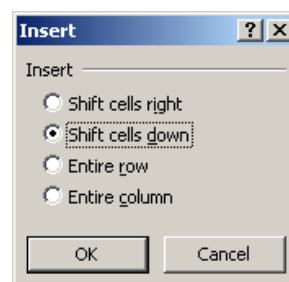 Insert
Insert
Shift cells right
Shift cells down
Entire row
Entire column
OK Cancel